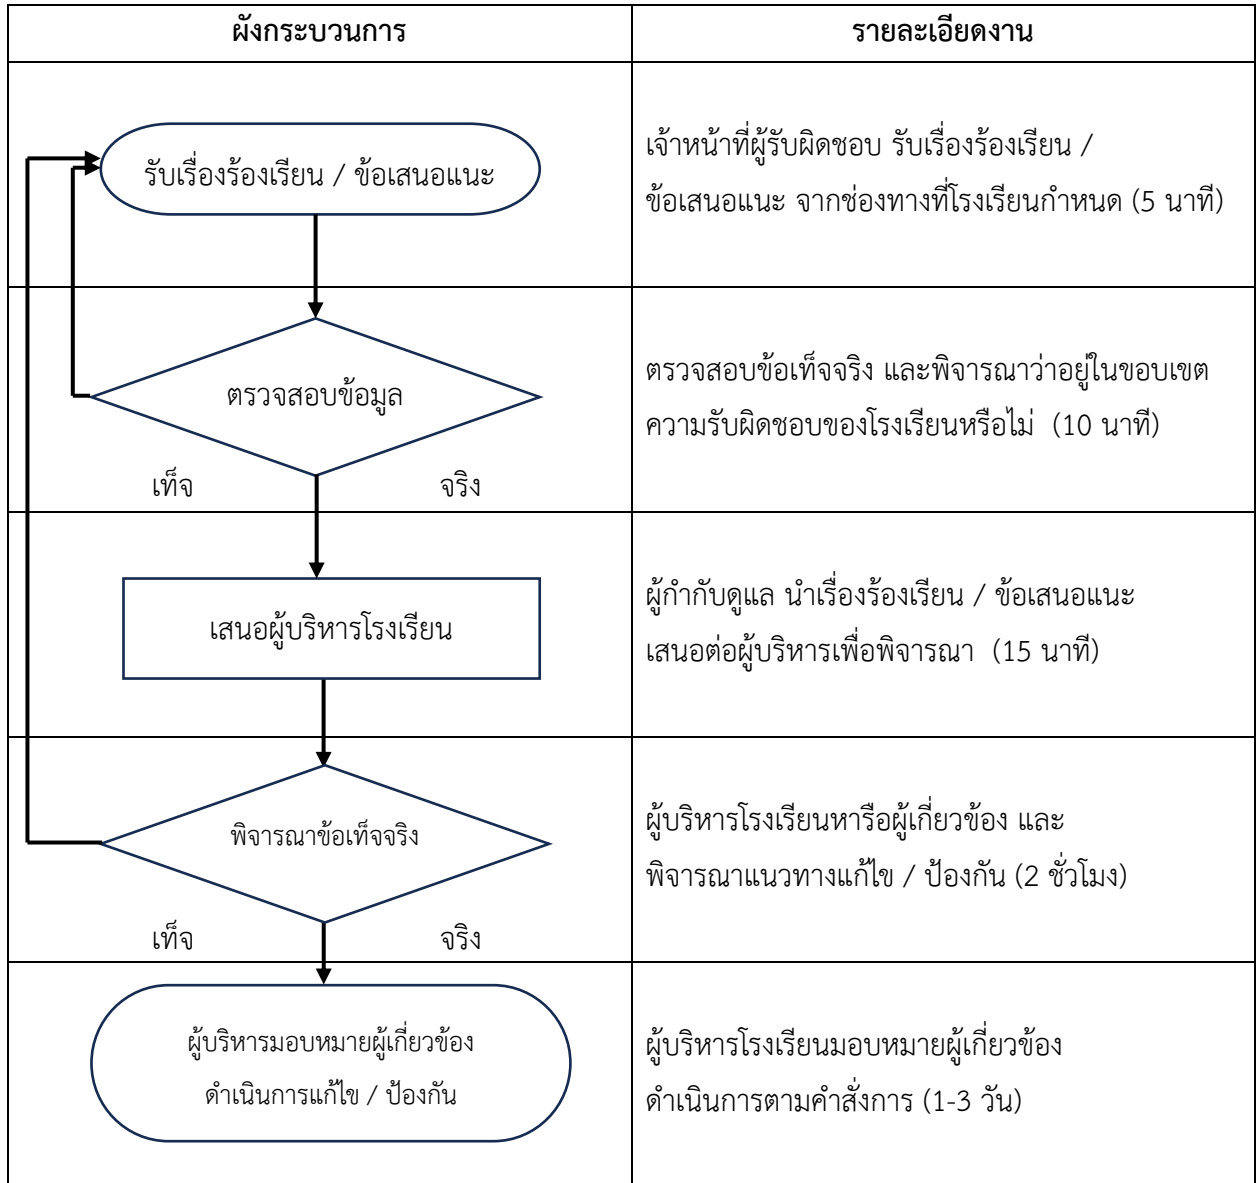 ผังกระบวนการ
รายละเอียดงาน
รับเรื่องร้องเรียน / ข้อเสนอแนะ
เจ้าหน้าที่ผู้รับผิดชอบ รับเรื่องร้องเรียน /
ข้อเสนอแนะ จากช่องทางที่โรงเรียนกำหนด (5 นาที)
ตรวจสอบข้อมูล
เท็จ
จริง
ตรวจสอบข้อเท็จจริง และพิจารณาว่าอยู่ในขอบเขต
ความรับผิดชอบของโรงเรียนหรือไม่ (10 นาที)
เสนอผู้บริหารโรงเรียน
ผู้กำกับดูแล นำเรื่องร้องเรียน / ข้อเสนอแนะ
เสนอต่อผู้บริหารเพื่อพิจารณา (15 นาที)
พิจารณาข้อเท็จจริง
เท็จ
จริง
ผู้บริหารโรงเรียนหารือผู้เกี่ยวข้อง และ
พิจารณาแนวทางแก้ไข / ป้องกัน (2 ชั่วโมง)
ผู้บริหารมอบหมายผู้เกี่ยวข้อง
ดำเนินการแก้ไข / ป้องกัน
ผู้บริหารโรงเรียนมอบหมายผู้เกี่ยวข้อง
ดำเนินการตามคำสั่งการ (1-3 วัน)